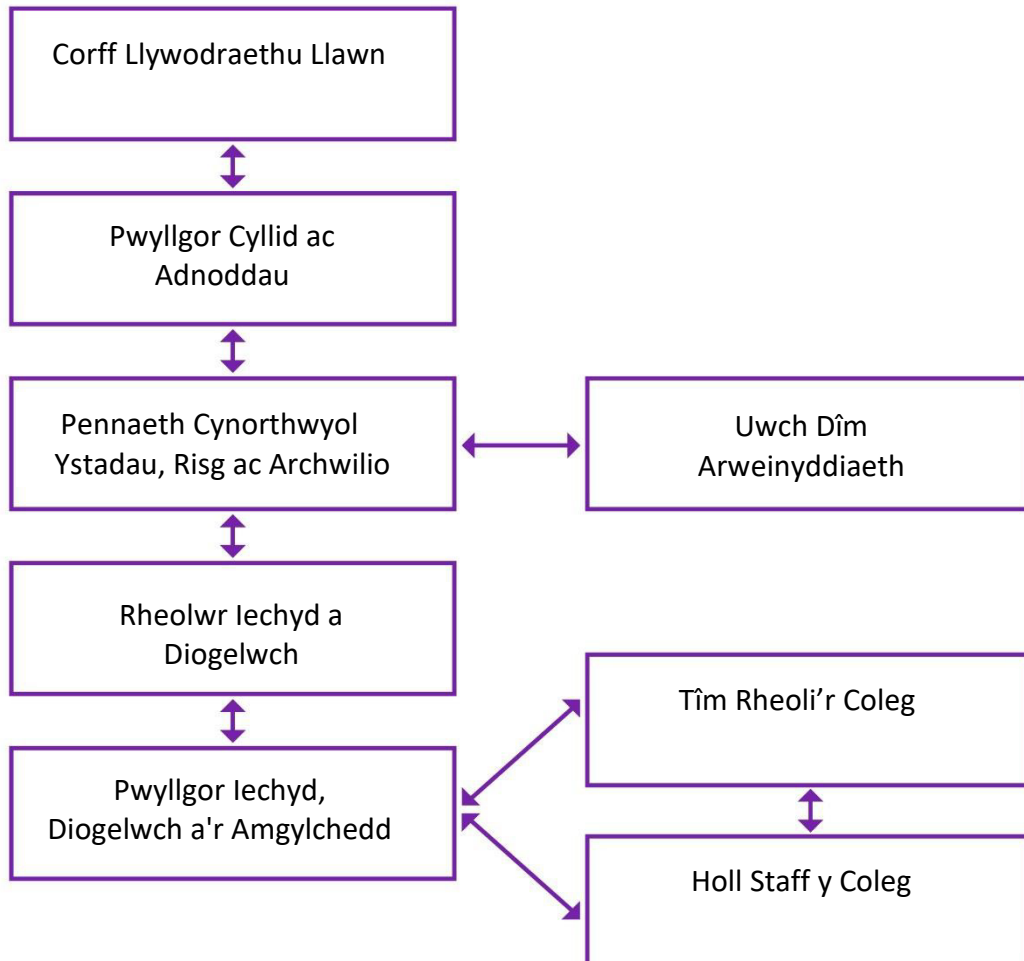 Corff Llywodraethu Llawn
Pwyllgor Cyllid ac
Adnoddau
Pennaeth Cynorthwyol
Ystadau, Risg ac Archwilio
Uwch Dîm
Arweinyddiaeth
Rheolwr Iechyd a
Diogelwch
Tîm Rheoli’r Coleg
Pwyllgor Iechyd,
Diogelwch a'r Amgylchedd
Holl Staff y Coleg